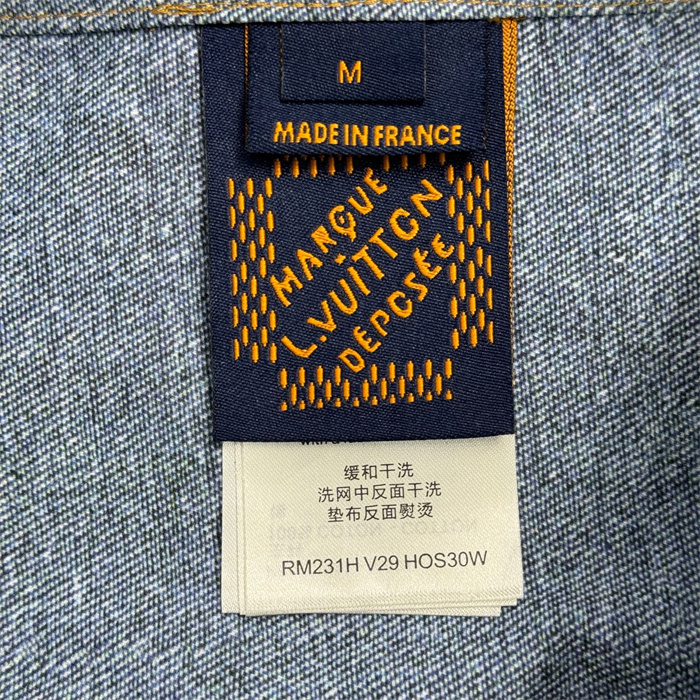 M
MADE IN FRANCE
MARQUE
L.VUITTON
DÉPOSÉE
缓和干洗
洗网中反面干洗
垫布反面熨烫
RM231H V29 HOS30W